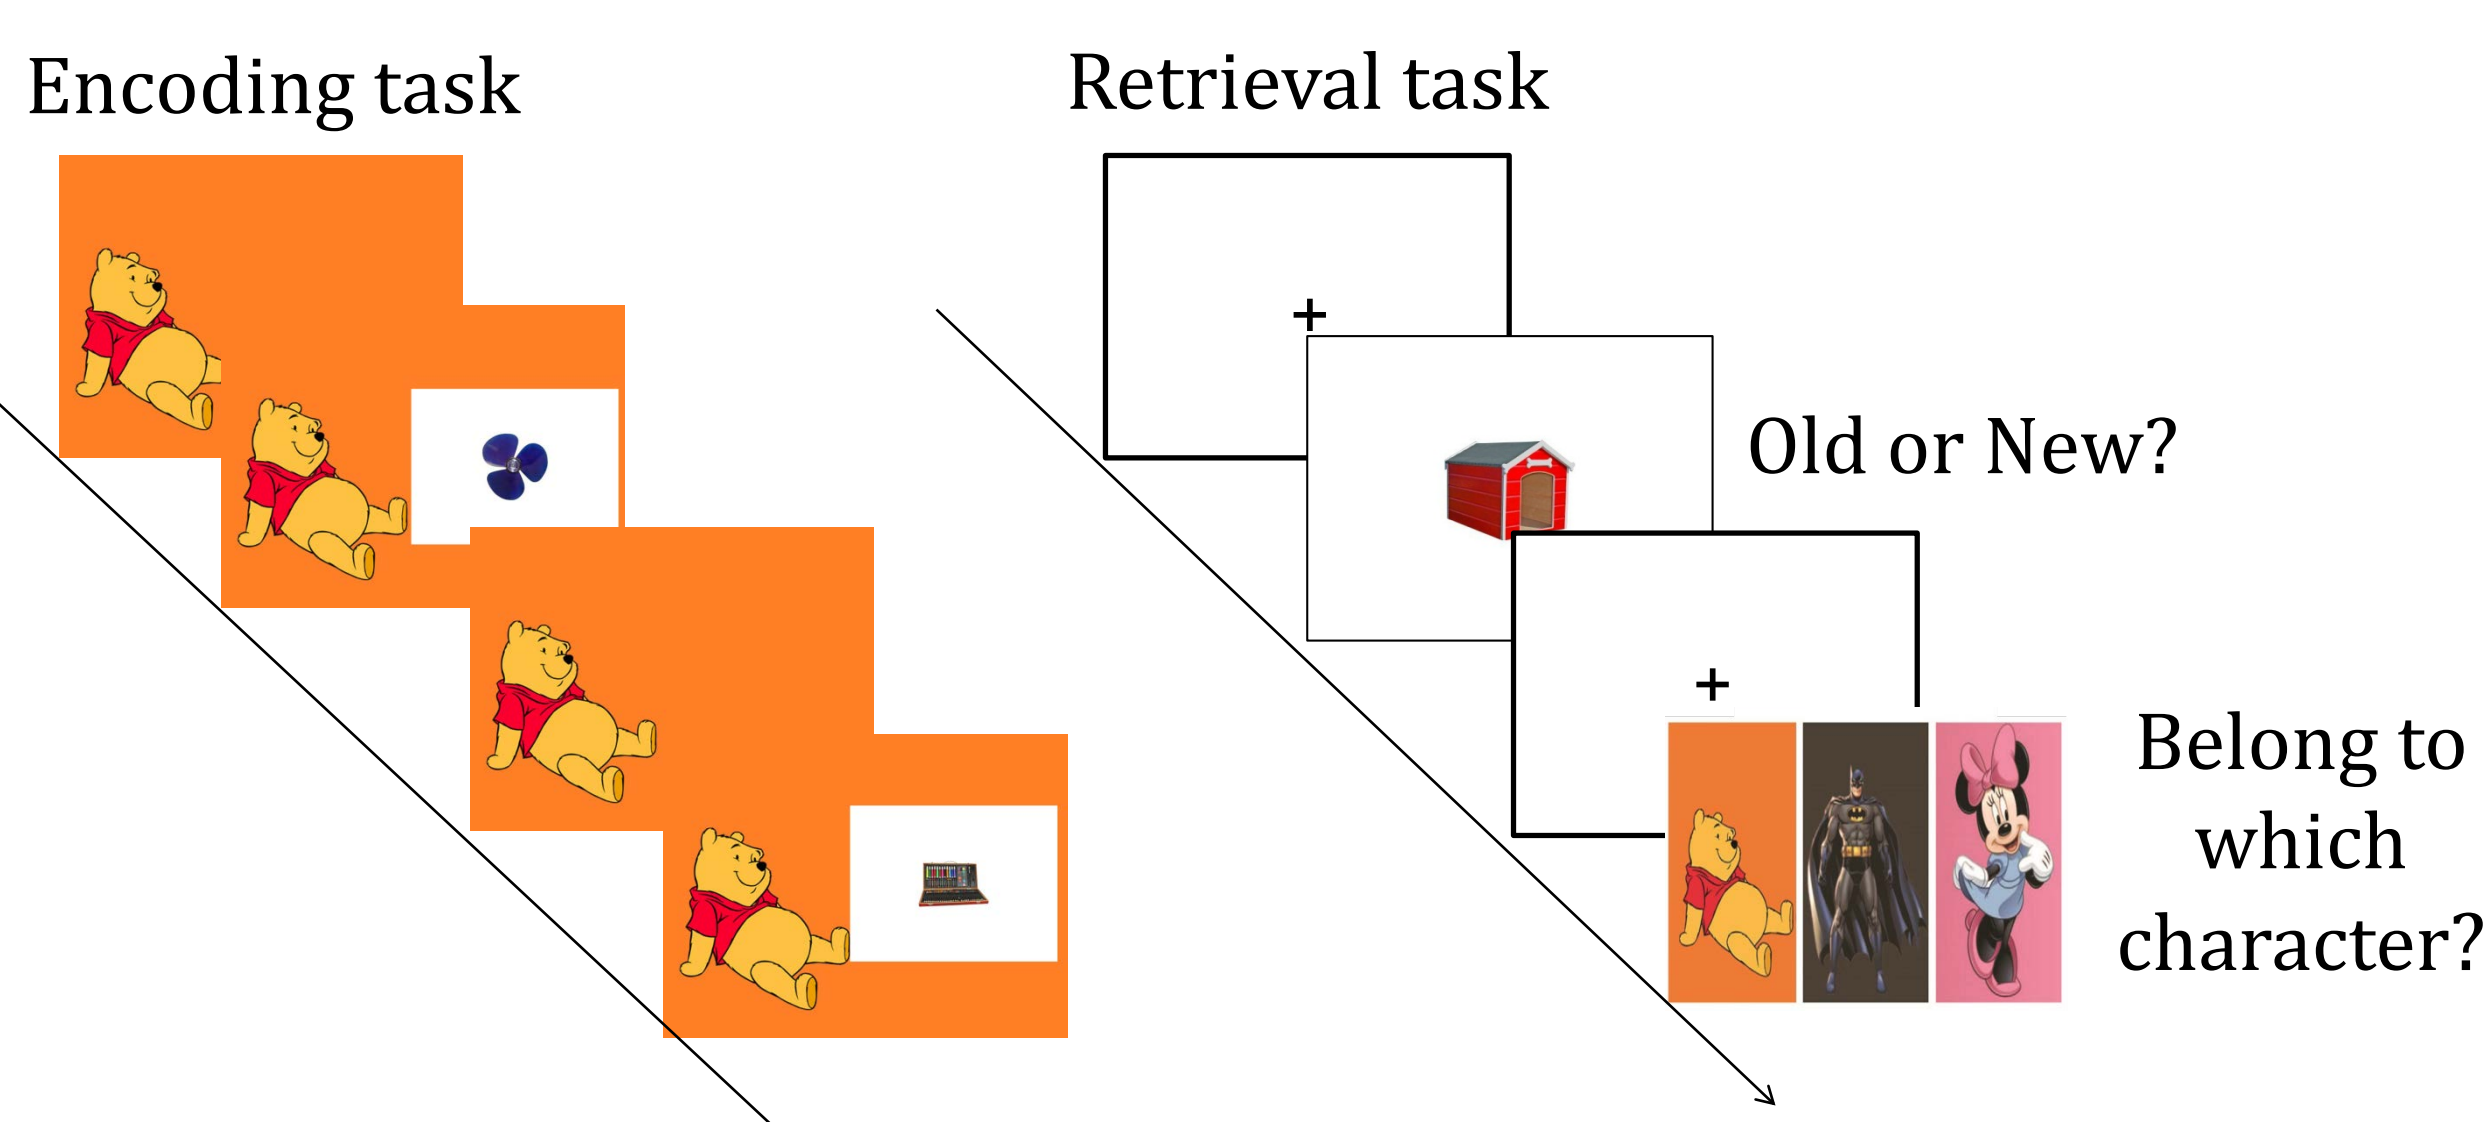 Encoding task
Retrieval task
+
Old or New?
+
Belong to
which
character?